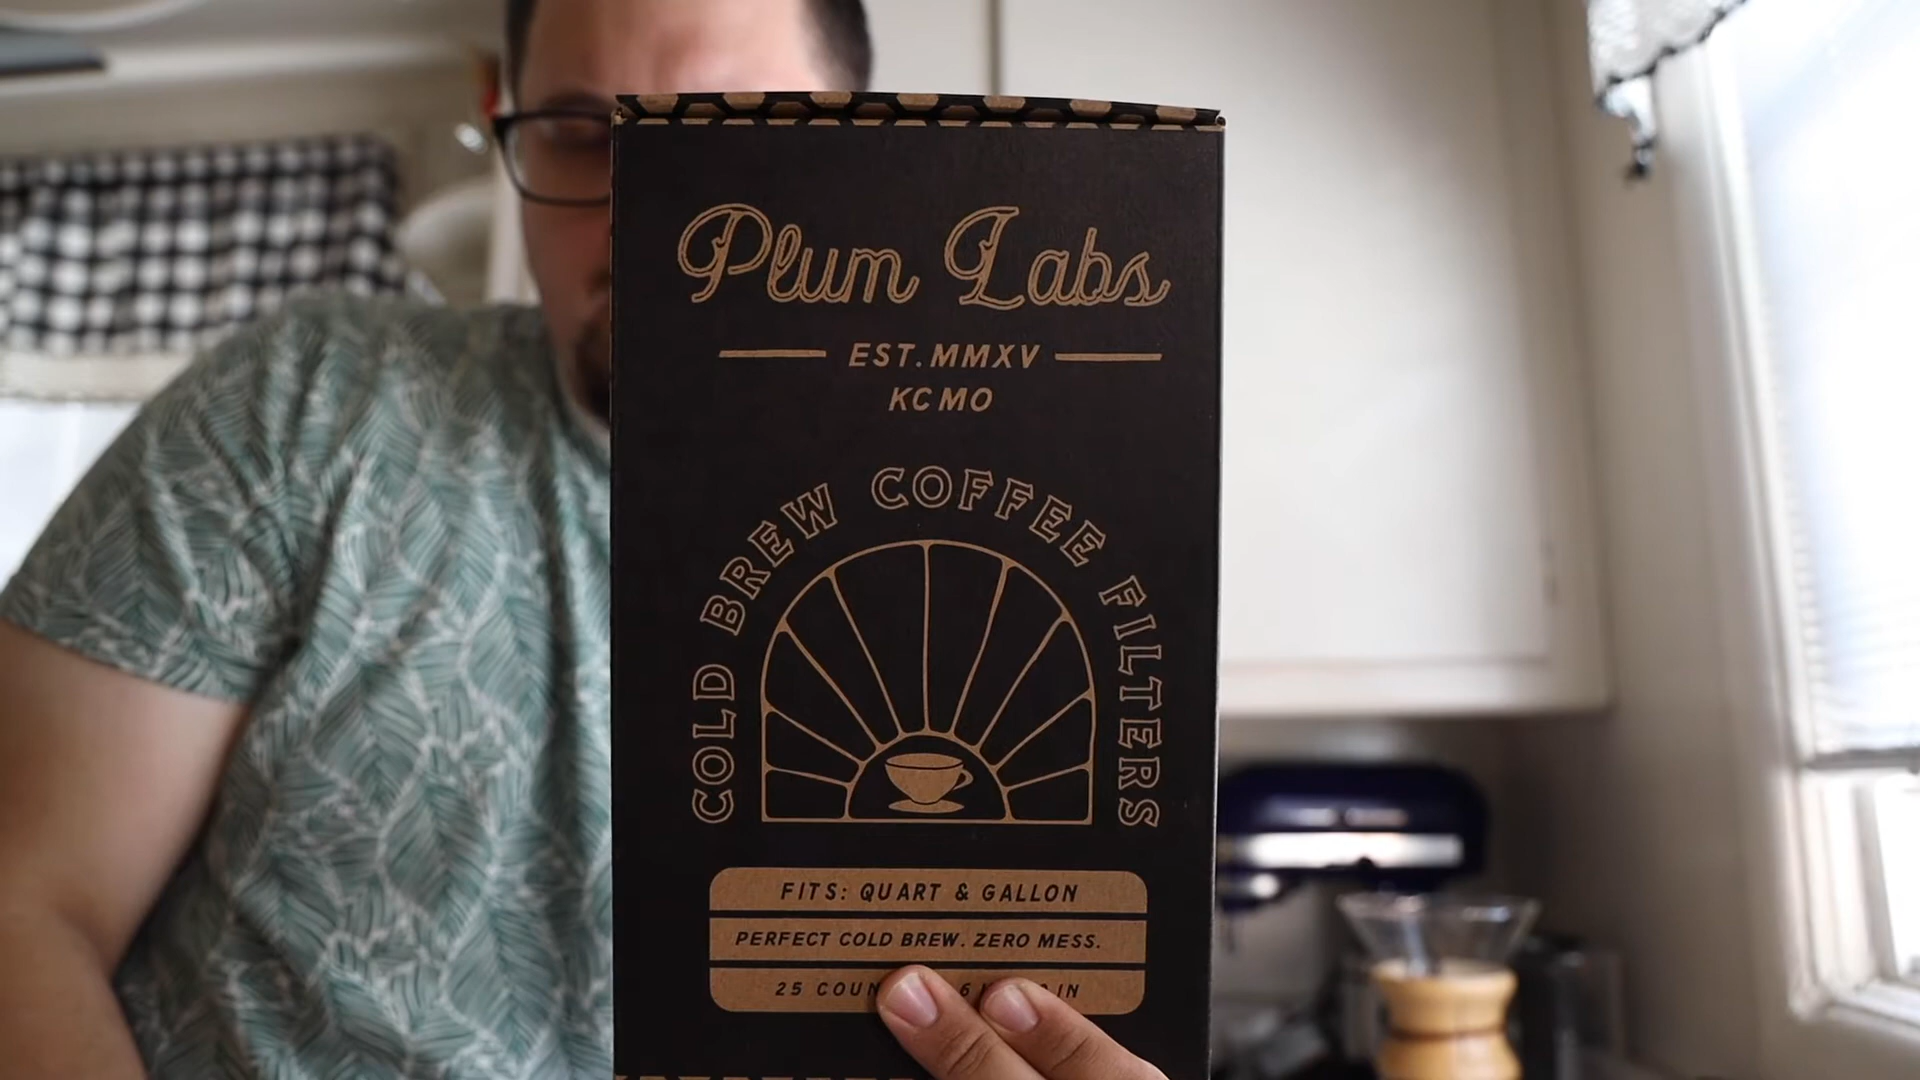 Plum Labs
EST. MMXV
KC MO
COLD BREW COFFEE FILTERS
FITS: QUART & GALLON
PERFECT COLD BREW. ZERO MESS.
25 IN